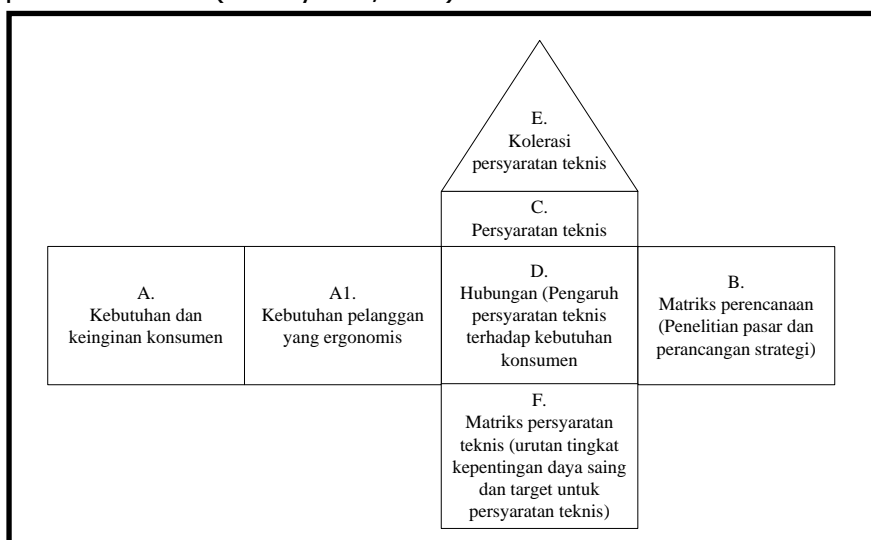 E.
Kolerasi
persyaratan teknis
C.
Persyaratan teknis
A.
Kebutuhan dan
keinginan konsumen
A1.
Kebutuhan pelanggan
yang ergonomis
D.
Hubungan (Pengaruh
persyaratan teknis
terhadap kebutuhan
konsumen
B.
Matriks perencanaan
(Penelitian pasar dan
perancangan strategi)
F.
Matriks persyaratan
teknis (urutan tingkat
kepentingan daya saing
dan target untuk
persyaratan teknis)